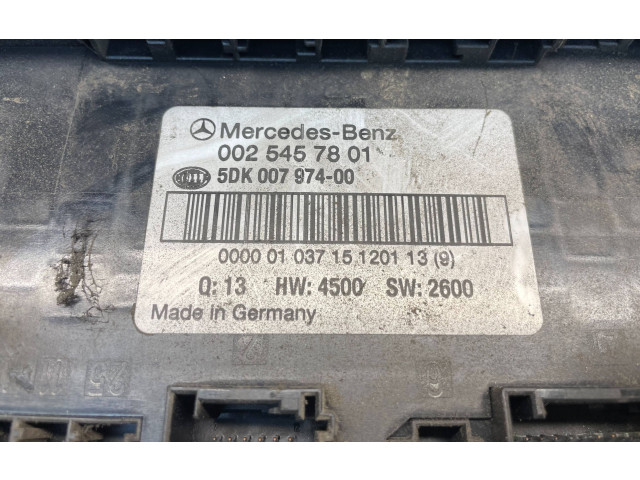 Mercedes-Benz
002 545 78 01
HELLA 5DK 007 974-00
0000 01 037 15 1201 13 (9)
Q: 13 HW: 4500 SW: 2600
Made in Germany